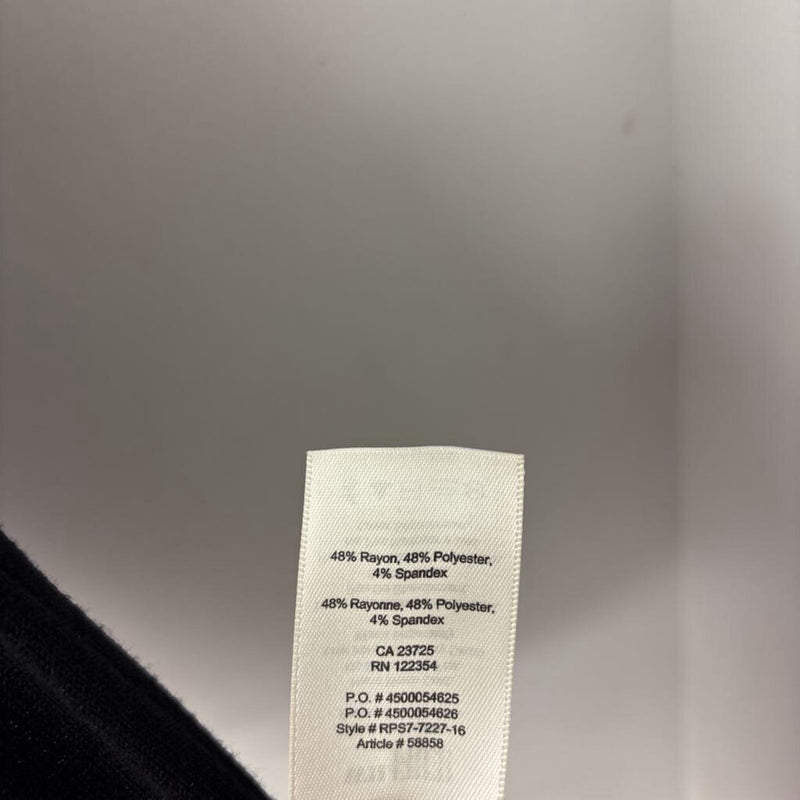 48% Rayon, 48% Polyester,
4% Spandex
48% Rayonne, 48% Polyester,
4% Spandex
CA 23725
RN 122354
P.O. # 4500054625
P.O. # 4500054626
Style # RPS7-7227-16
Article # 58858